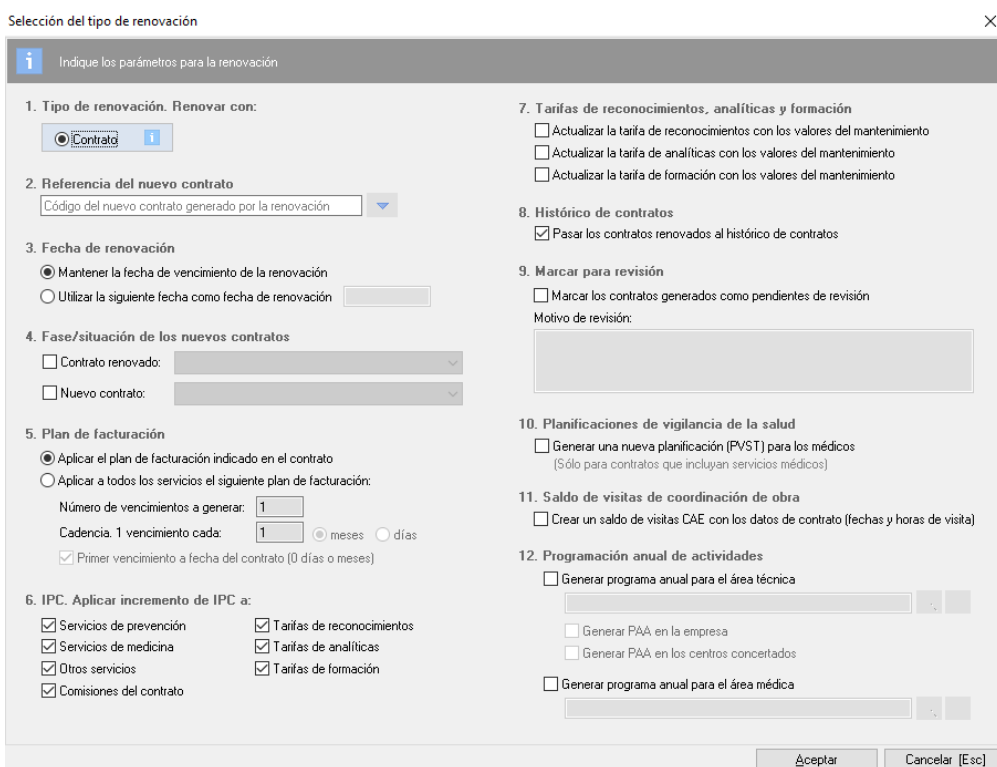 Selección del tipo de renovación
Indique los parámetros para la renovación
1. Tipo de renovación. Renovar con:
Contrato
2. Referencia del nuevo contrato
Código del nuevo contrato generado por la renovación
3. Fecha de renovación
Mantener la fecha de vencimiento de la renovación
Utilizar la siguiente fecha como fecha de renovación
4. Fase/situación de los nuevos contratos
Contrato renovado:
Nuevo contrato:
5. Plan de facturación
Aplicar el plan de facturación indicado en el contrato
Aplicar a todos los servicios el siguiente plan de facturación:
Número de vencimientos a generar: 1
Cadencia. 1 vencimiento cada: 1 meses días
Primer vencimiento a fecha del contrato (0 días o meses)
6. IPC. Aplicar incremento de IPC a:
Servicios de prevención Tarifas de reconocimientos
Servicios de medicina Tarifas de analíticas
Otros servicios Tarifas de formación
Comisiones del contrato
7. Tarifas de reconocimientos, analíticas y formación
Actualizar la tarifa de reconocimientos con los valores del mantenimiento
Actualizar la tarifa de analíticas con los valores del mantenimiento
Actualizar la tarifa de formación con los valores del mantenimiento
8. Histórico de contratos
Pasar los contratos renovados al histórico de contratos
9. Marcar para revisión
Marcar los contratos generados como pendientes de revisión
Motivo de revisión:
10. Planificaciones de vigilancia de la salud
Generar una nueva planificación (PVST) para los médicos
(Sólo para contratos que incluyan servicios médicos)
11. Saldo de visitas de coordinación de obra
Crear un saldo de visitas CAE con los datos de contrato (fechas y horas de visita)
12. Programación anual de actividades
Generar programa anual para el área técnica
Generar PAA en la empresa
Generar PAA en los centros concertados
Generar programa anual para el área médica
Aceptar Cancelar [Esc]